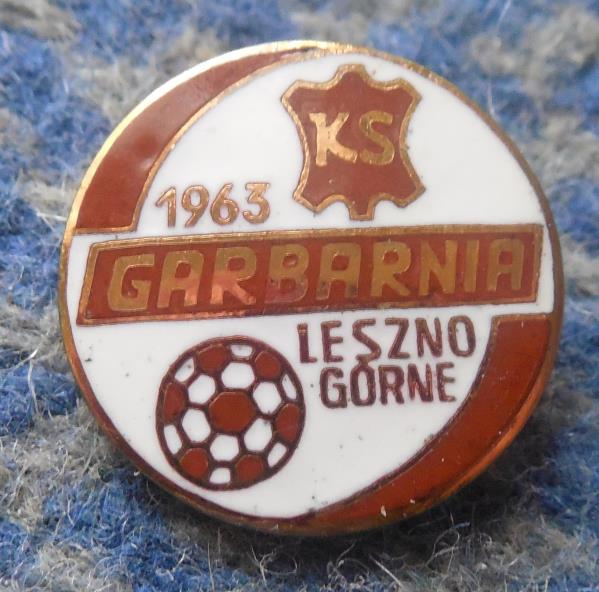 KS
1963
GARBARNIA
LESZNO
GÓRNE